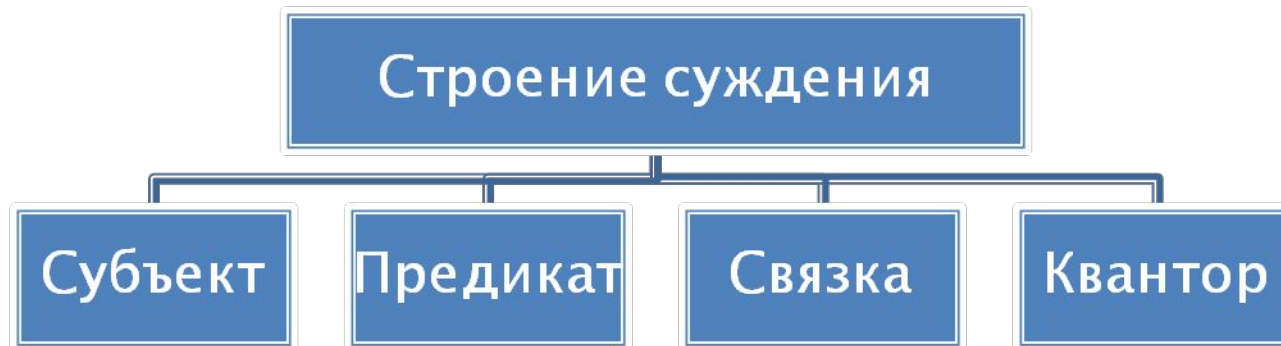 Строение суждения
Субъект
Предикат
Связка
Квантор